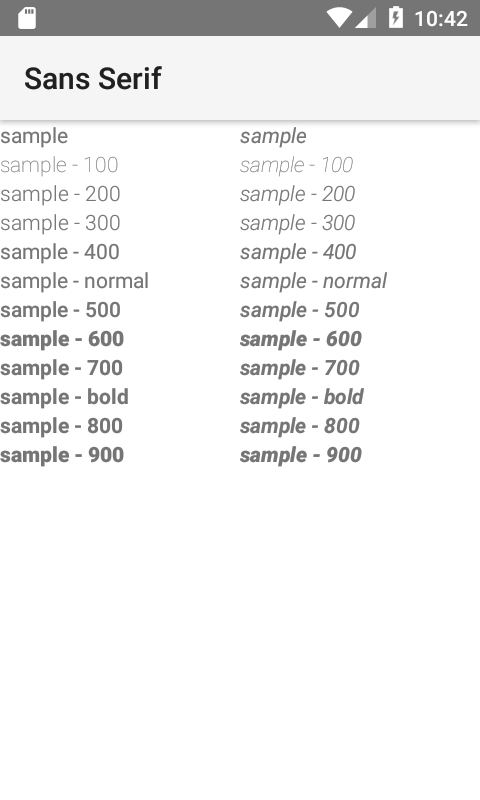 10:42
Sans Serif
sample sample
sample - 100 sample - 100
sample - 200 sample - 200
sample - 300 sample - 300
sample - 400 sample - 400
sample - normal sample - normal
sample - 500 sample - 500
sample - 600 sample - 600
sample - 700 sample - 700
sample - bold sample - bold
sample - 800 sample - 800
sample - 900 sample - 900